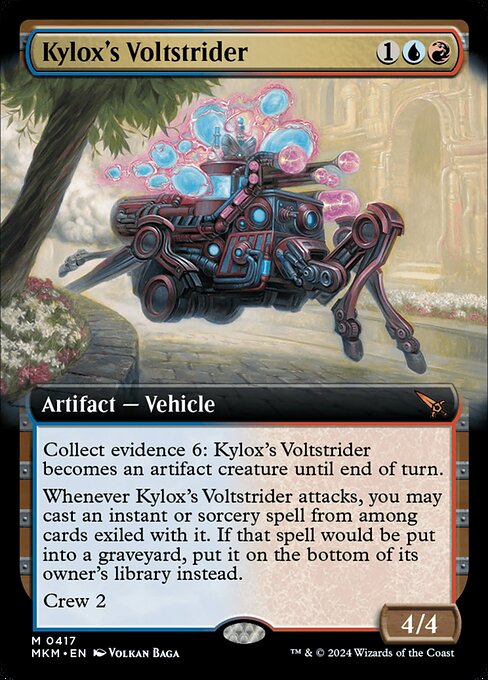 Kylox's Voltstrider 1
Artifact — Vehicle
Collect evidence 6: Kylox's Voltstrider
becomes an artifact creature until end of turn.
Whenever Kylox's Voltstrider attacks, you may
cast an instant or sorcery spell from among
cards exiled with it. If that spell would be put
into a graveyard, put it on the bottom of its
owner's library instead.
Crew 2
4/4
M 0417
MKM • EN Volkan Baga ™ & © 2024 Wizards of the Coast